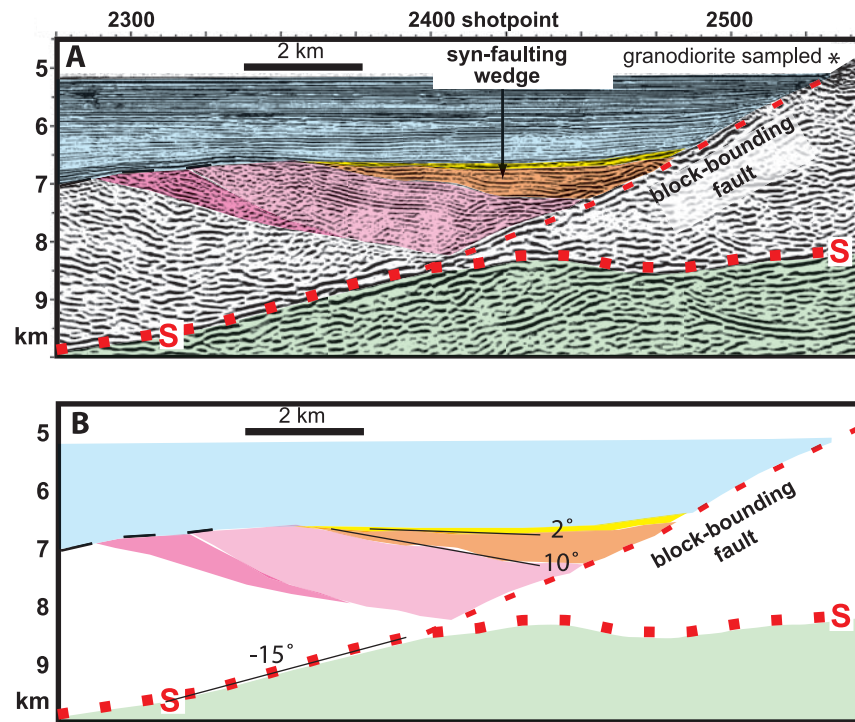 2300 2400 shotpoint 2500
A
2 km
syn-faulting
wedge
granodiorite sampled *
5
6
7
8
9
km
block-bounding
fault
S
S
B
2 km
5
6
7
8
9
km
2°
10°
-15°
block-bounding
fault
S
S